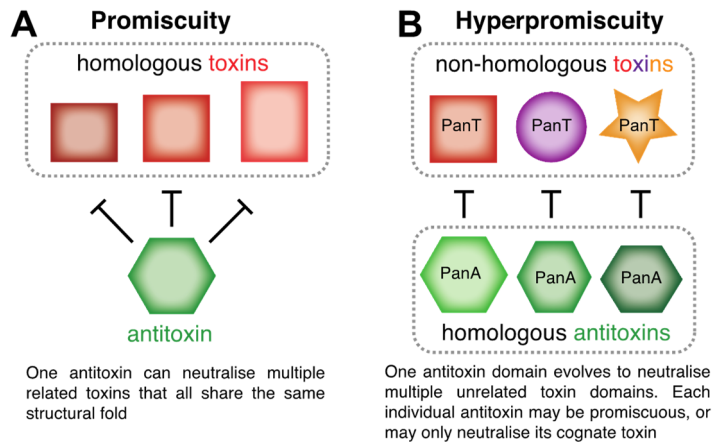 A Promiscuity
homologous toxins
antitoxin
One antitoxin can neutralise multiple
related toxins that all share the same
structural fold
B Hyperpromiscuity
non-homologous toxins
PanT PanT PanT
PanA PanA PanA
homologous antitoxins
One antitoxin domain evolves to neutralise
multiple unrelated toxin domains. Each
individual antitoxin may be promiscuous, or
may only neutralise its cognate toxin